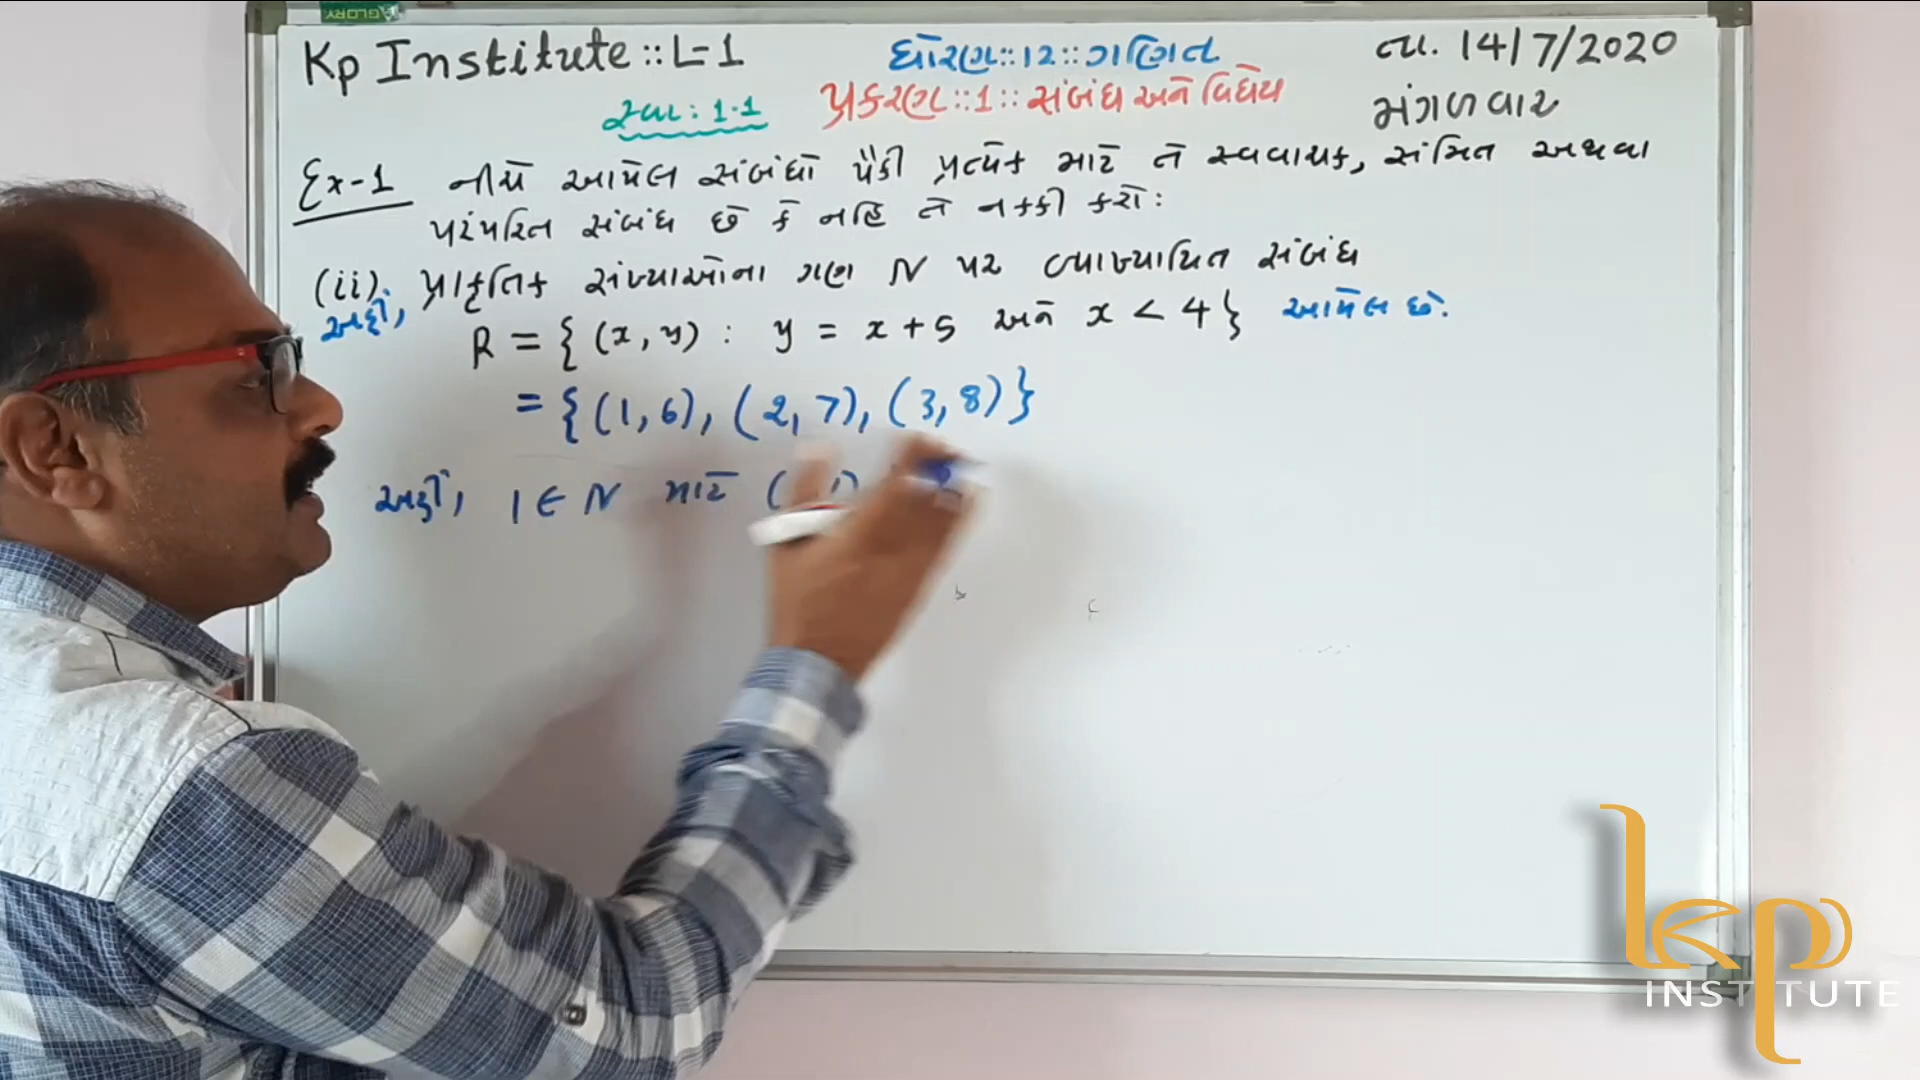 GLORY
Kp Institute :: L-1
ધોરણ :: 12 :: ગણિત
તા. 14/7/2020
સ્વા: 1.1
પ્રકરણ :: 1 :: સંબંધ અને વિધેય
મંગળવાર
Ex-1 નીચે આપેલ સંબંધો પૈકી પ્રત્યેક માટે તે સ્વવાચક, સંમિત અથવા
પરંપરિત સંબંધ છે કે નહિ તે નક્કી કરો:
(ii). પ્રાકૃતિક સંખ્યાઓના ગણ N પર વ્યાખ્યાયિત સંબંધ
અહીં, R = {(x, y) : y = x + 5 અને x < 4} આપેલ છે.
= {(1, 6), (2, 7), (3, 8)}
અહીં, 1 ∈ N માટે (
kp
INSTITUTE